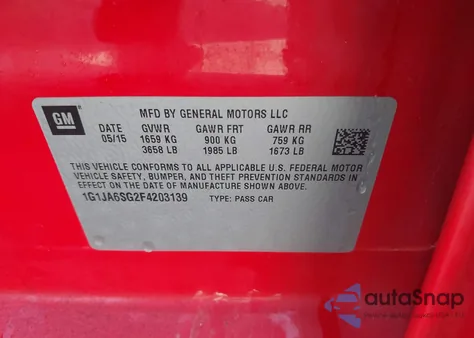 GM
MFD BY GENERAL MOTORS LLC
DATE GVWR GAWR FRT GAWR RR
05/15 1659 KG 900 KG 759 KG
3658 LB 1985 LB 1673 LB
THIS VEHICLE CONFORMS TO ALL APPLICABLE U.S. FEDERAL MOTOR
VEHICLE SAFETY, BUMPER, AND THEFT PREVENTION STANDARDS IN
EFFECT ON THE DATE OF MANUFACTURE SHOWN ABOVE.
1G1JA6SG2F4203139 TYPE: PASS CAR
autoSnap